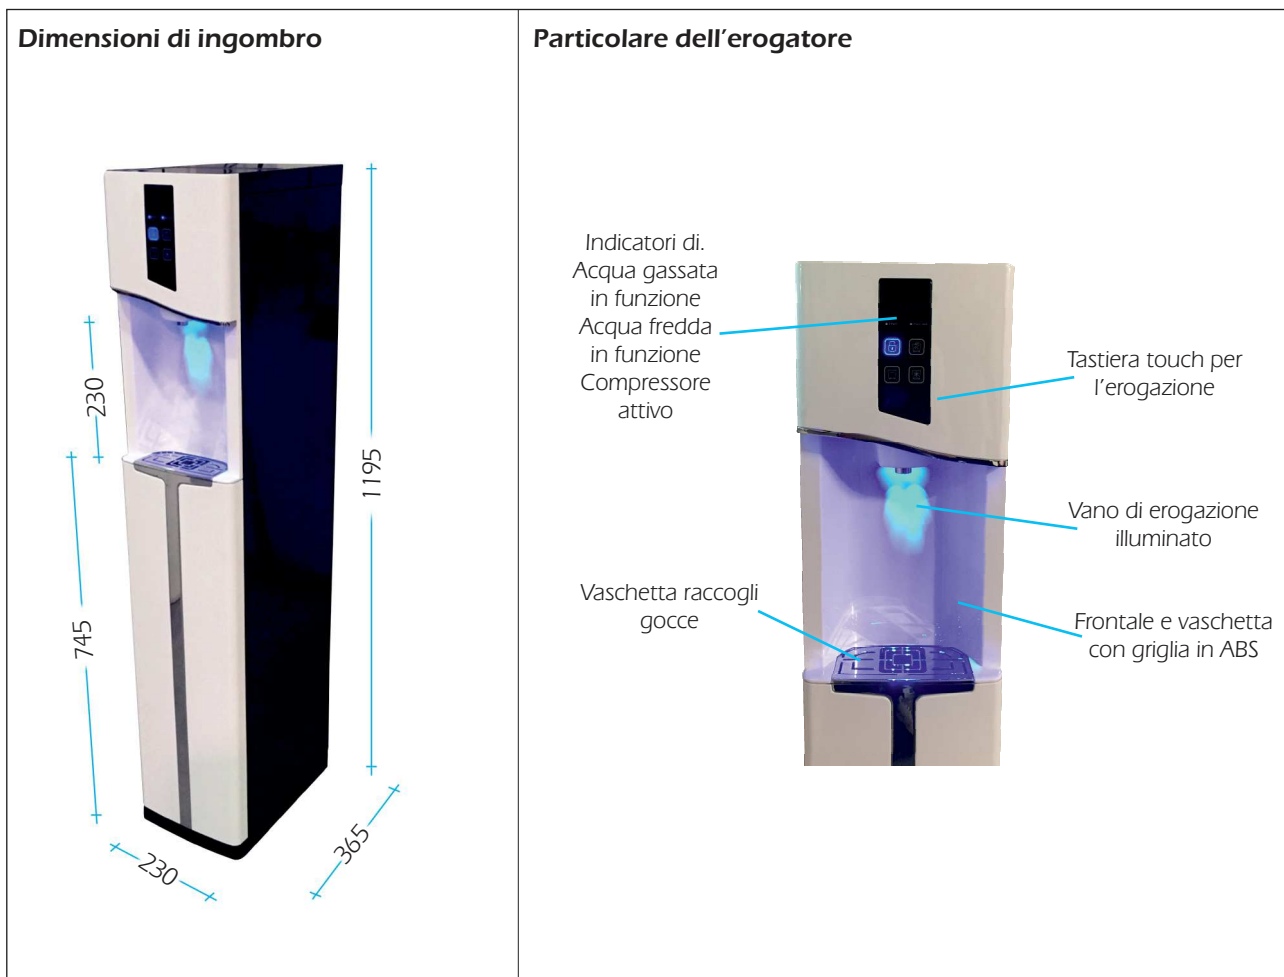 Dimensioni di ingombro
230
745
1195
230
365
Particolare dell'erogatore
Indicatori di.
Acqua gassata
in funzione
Acqua fredda
in funzione
Compressore
attivo
Tastiera touch per
l'erogazione
Vano di erogazione
illuminato
Vaschetta raccogli
gocce
Frontale e vaschetta
con griglia in ABS